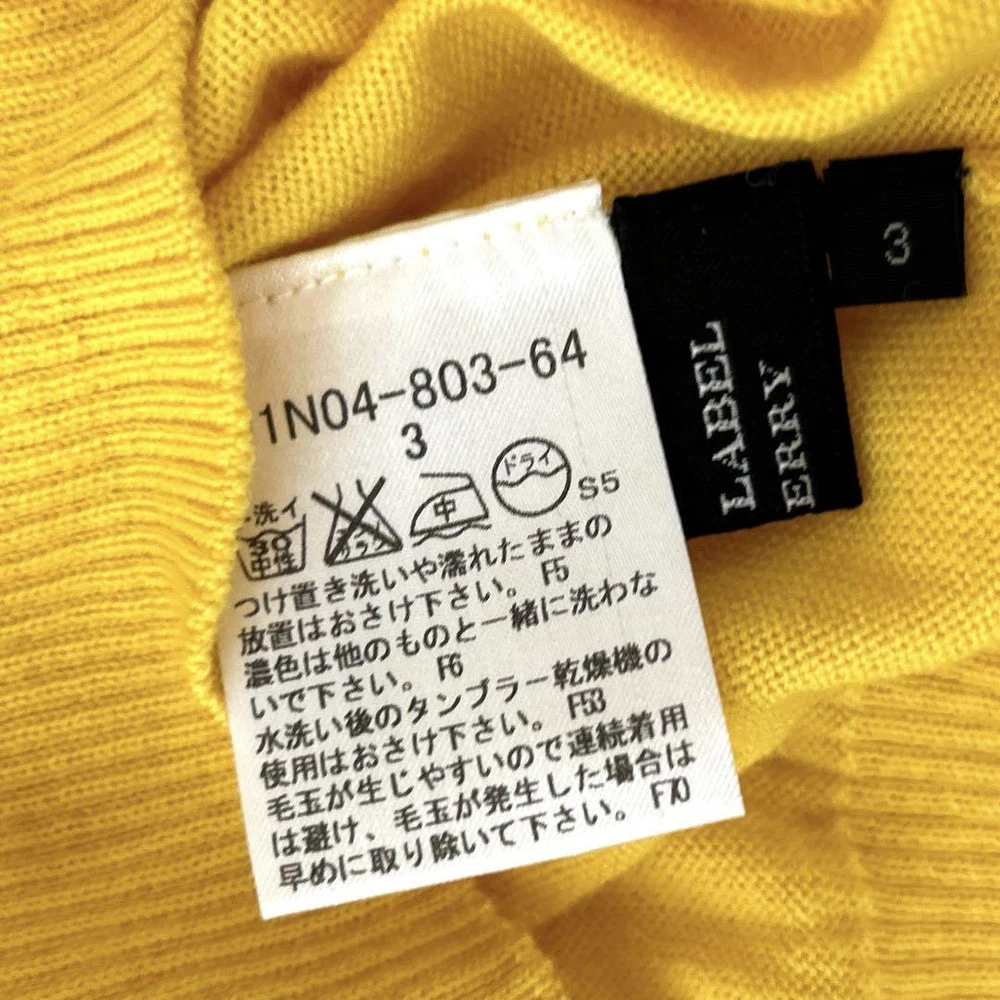 1N04-803-64
3
洗イ
30
中性
中
ドライ
S5
つけ置き洗いや濡れたままの
放置はおさけ下さい。 F5
濃色は他のものと一緒に洗わな
いで下さい。 F6
水洗い後のタンブラー乾燥機の
使用はおさけ下さい。 F53
毛玉が生じやすいので連続着用
は避け、毛玉が発生した場合は
早めに取り除いて下さい。 F70
LABEL
ERRY
3